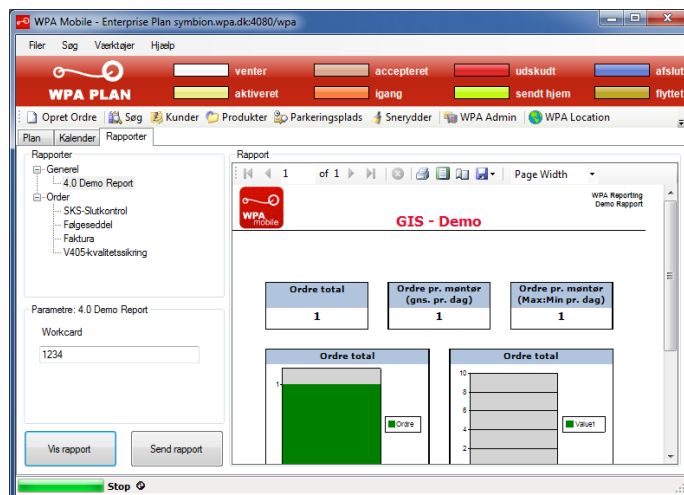 WPA Mobile - Enterprise Plan symbion.wpa.dk:4080/wpa
Filer Søg Værktøjer Hjælp
WPA PLAN
venter accepteret udskudt afslut
aktiveret igang sendt hjem flyttet
Opret Ordre Søg Kunder Produkter Parkeringsplads Snerydder WPA Admin WPA Location
Plan Kalender Rapporter
Rapporter
Generel
4.0 Demo Report
Order
SKS-Slutkontrol
Følgeseddel
Faktura
V405-kvalitetssikring
Parametre: 4.0 Demo Report
Workcard
1234
Vis rapport Send rapport
Rapport
1 of 1 Page Width
WPA mobile
WPA Reporting
Demo Rapport
GIS - Demo
Ordre total
1
Ordre pr. møntør
(gns. pr. dag)
1
Ordre pr. møntør
(Max:Min pr. dag)
1
Ordre total
1
Ordre
Ordre total
10
8
6
4
2
Value1
Stop